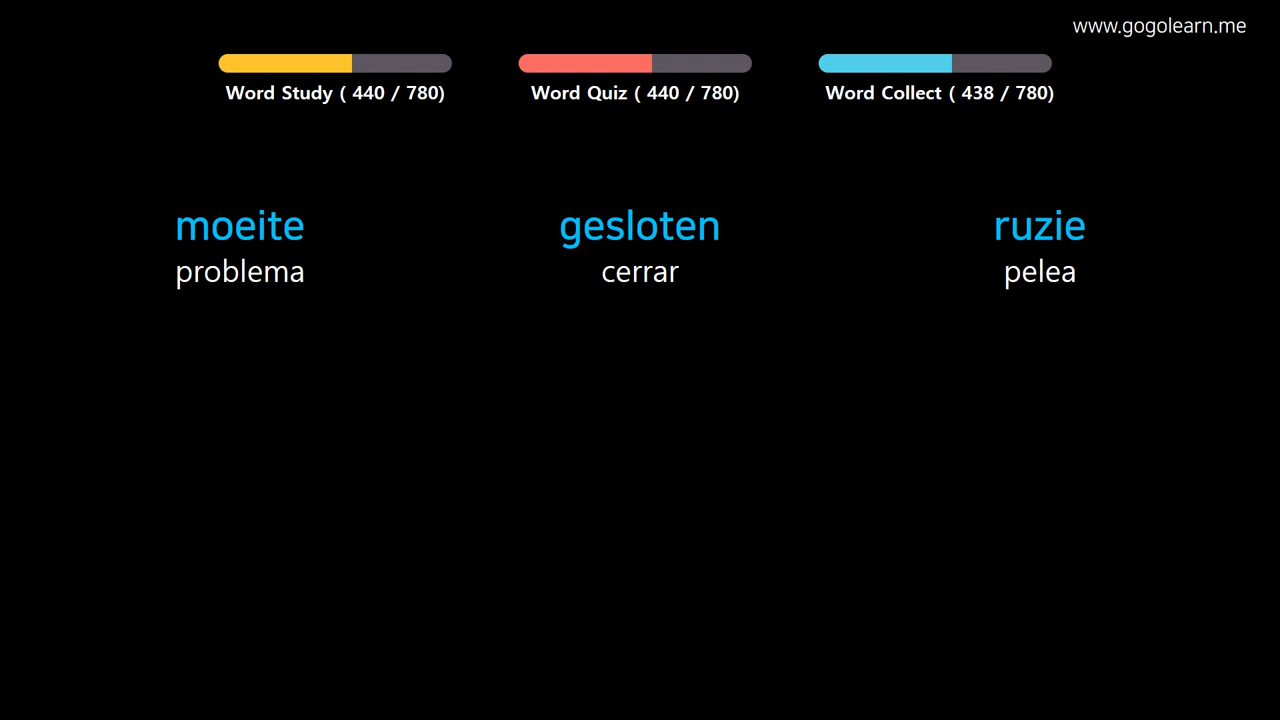 www.gogolearn.me
Word Study ( 440 / 780)
Word Quiz ( 440 / 780)
Word Collect ( 438 / 780)
moeite
problema
gesloten
cerrar
ruzie
pelea